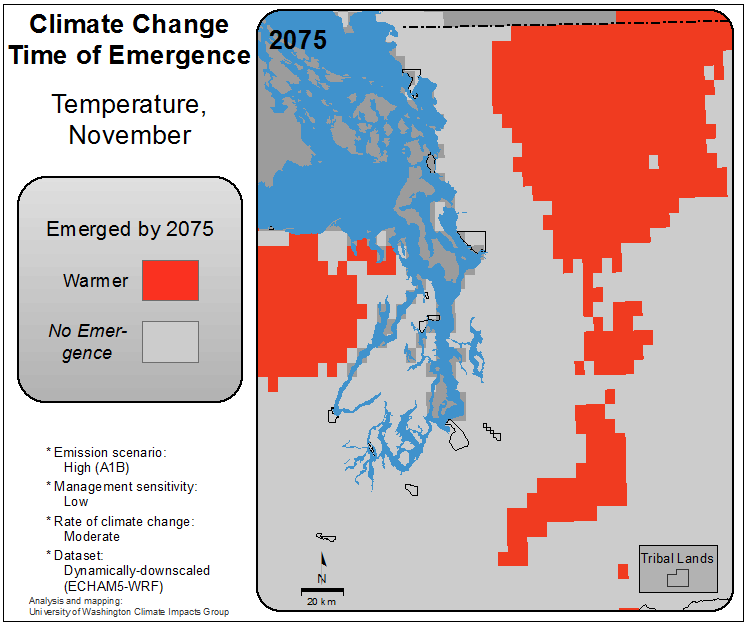 Climate Change
Time of Emergence
Temperature,
November
Emerged by 2075
Warmer
No Emer-
gence
* Emission scenario:
High (A1B)
* Management sensitivity:
Low
* Rate of climate change:
Moderate
* Dataset:
Dynamically-downscaled
(ECHAM5-WRF)
Analysis and mapping:
University of Washington Climate Impacts Group
2075
N
20 km
Tribal Lands